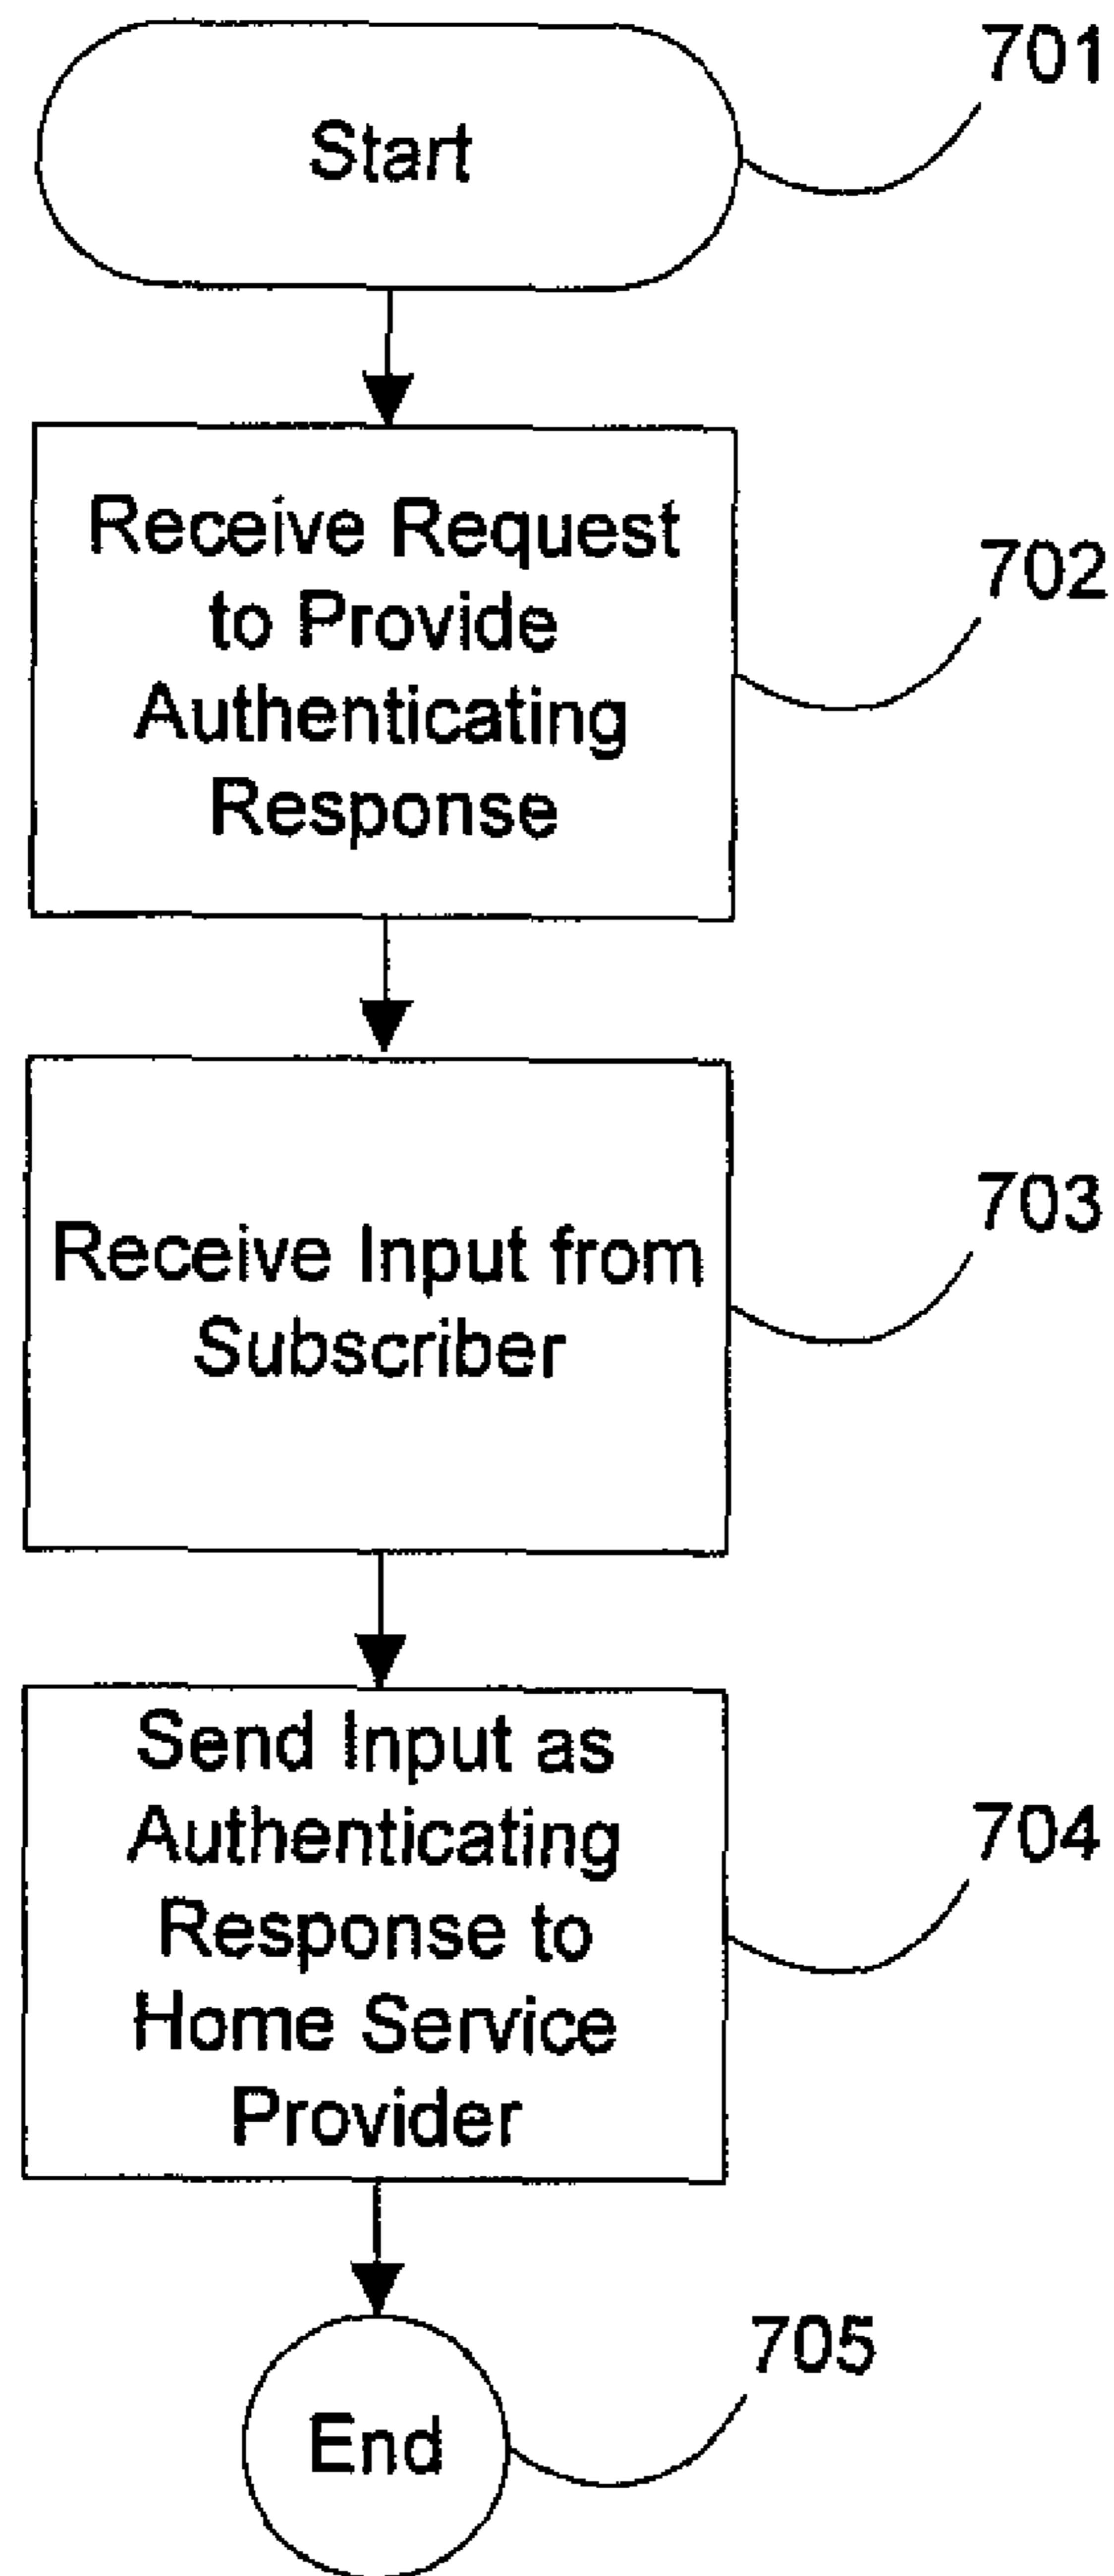 Start
701
Receive Request
to Provide
Authenticating
Response
702
Receive Input from
Subscriber
703
Send Input as
Authenticating
Response to
Home Service
Provider
704
End
705